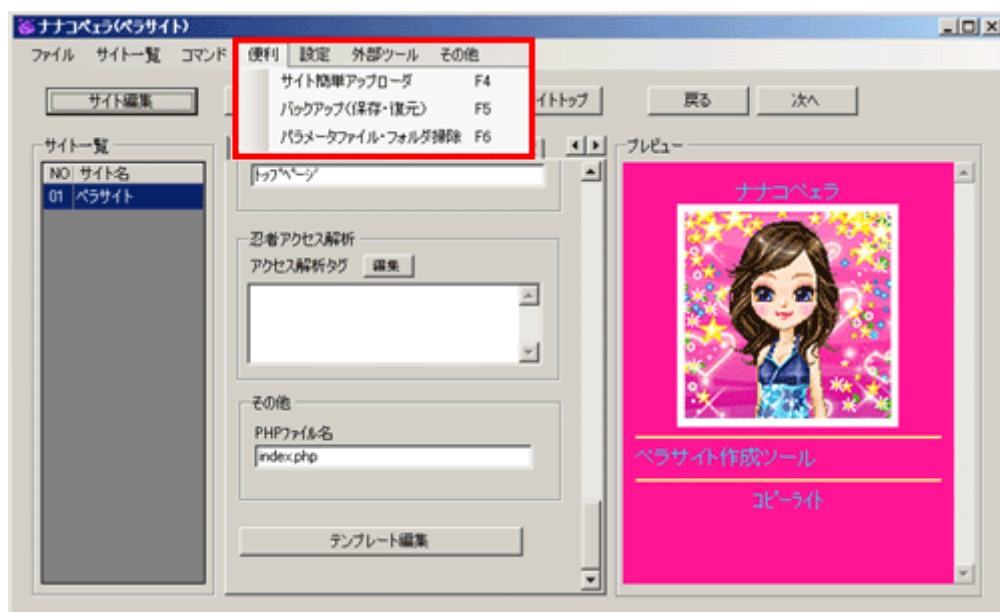 ナナコペェラ(ペラサイト)
ファイル サイト一覧 コマンド 便利 設定 外部ツール その他
サイト簡単アップローダ F4
バックアップ(保存・復元) F5
パラメータファイル・フォルダ掃除 F6
サイト編集
イトトップ
戻る
次へ
サイト一覧
NO サイト名
01 ペラサイト
トップページ
忍者アクセス解析
アクセス解析タグ 編集
その他
PHPファイル名
index.php
テンプレート編集
プレビュー
ナナコペェラ
ペラサイト作成ツール
コピーライト